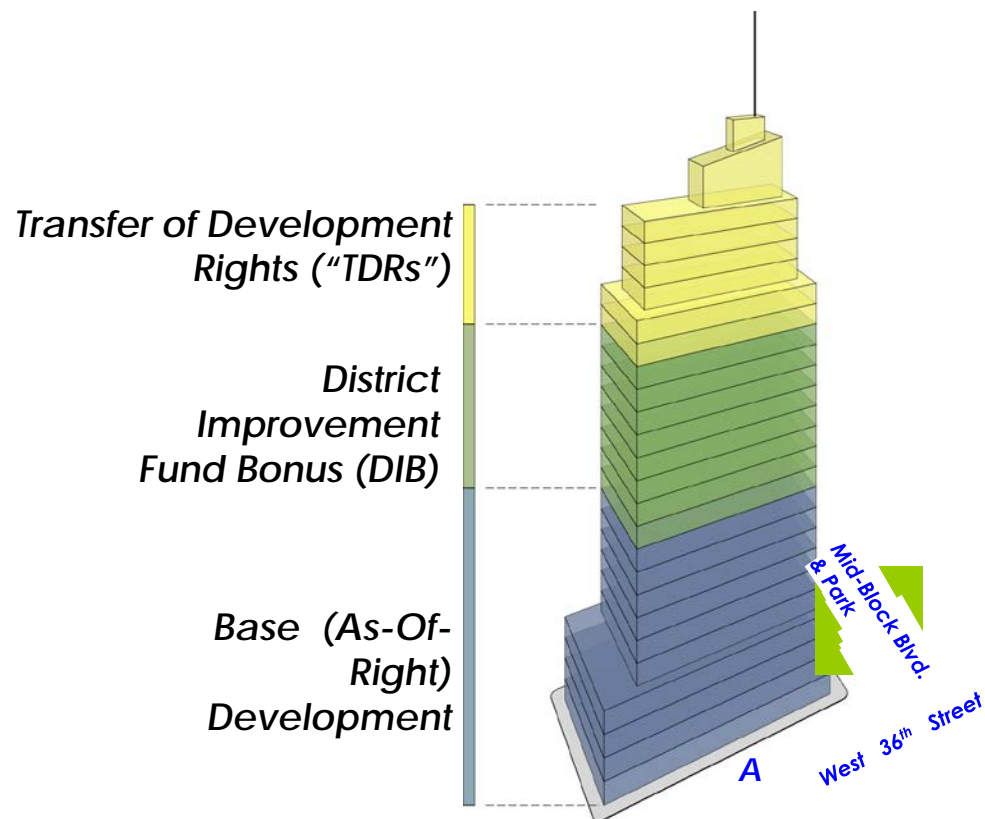 Transfer of Development
Rights (“TDRs”)
District
Improvement
Fund Bonus (DIB)
Base (As-Of-
Right)
Development
Mid-Block Blvd.
& Park
West 36th Street
A